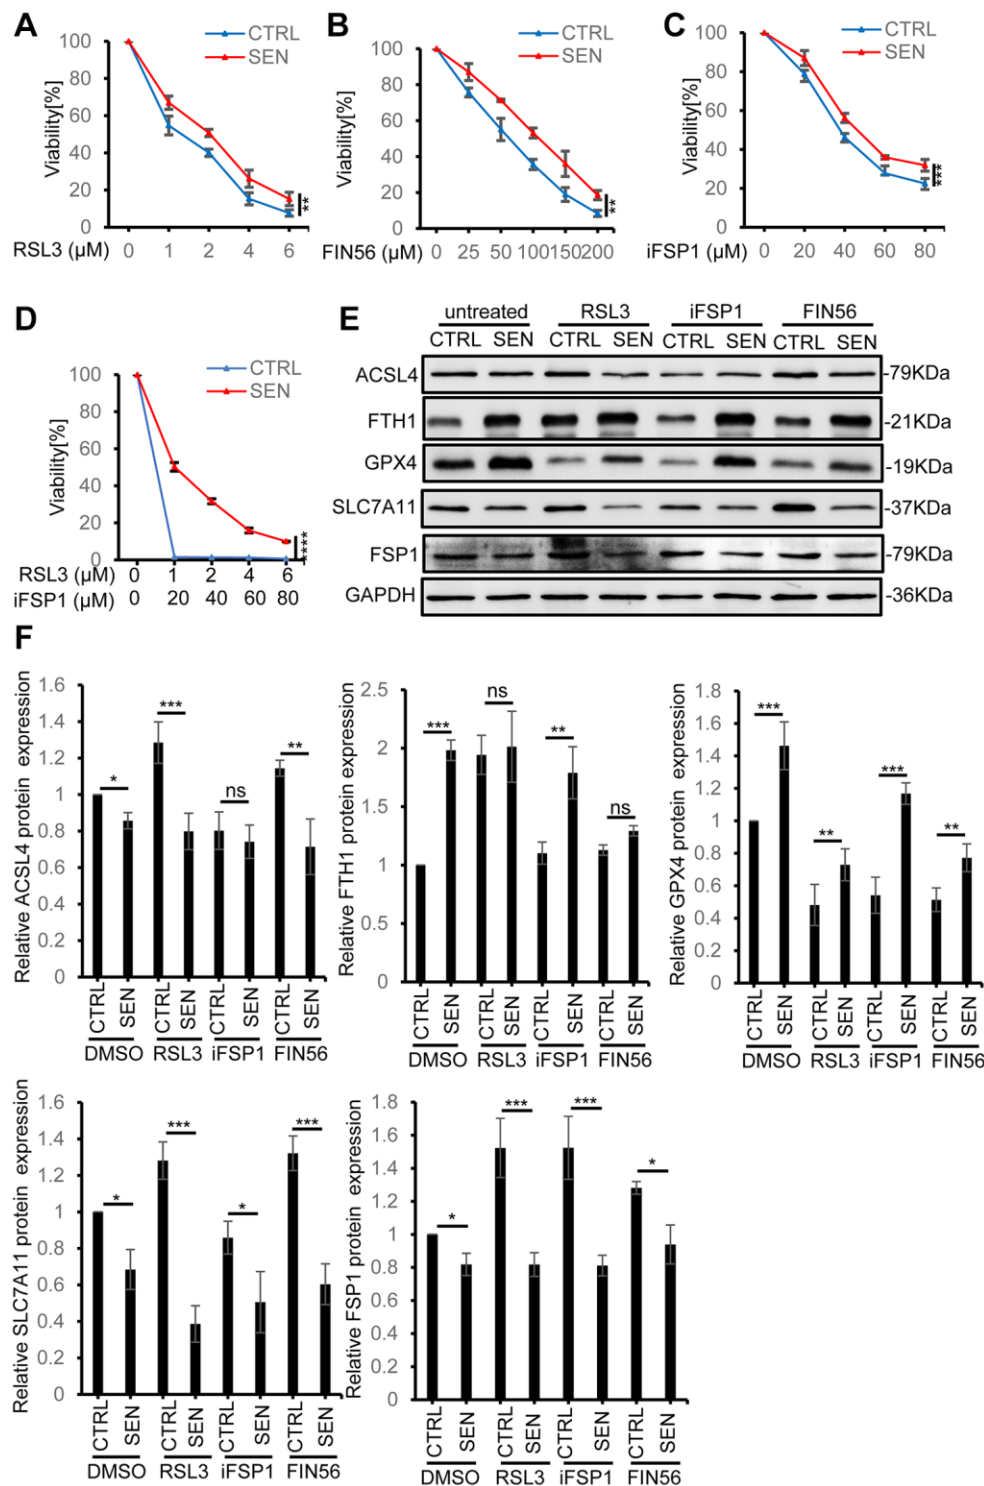 A
CTRL
SEN
Viability[%]
100
80
60
40
20
0
**
RSL3 (μM) 0 1 2 4 6
B
CTRL
SEN
Viability[%]
100
80
60
40
20
0
**
FIN56 (μM) 0 25 50 100 150 200
C
CTRL
SEN
Viability[%]
100
80
60
40
20
0
***
iFSP1 (μM) 0 20 40 60 80
D
CTRL
SEN
Viability[%]
100
80
60
40
20
0
****
RSL3 (μM) 0 1 2 4 6
iFSP1 (μM) 0 20 40 60 80
E
untreated RSL3 iFSP1 FIN56
CTRL SEN CTRL SEN CTRL SEN CTRL SEN
ACSL4 -79KDa
FTH1 -21KDa
GPX4 -19KDa
SLC7A11 -37KDa
FSP1 -79KDa
GAPDH -36KDa
F
Relative ACSL4 protein expression
1.6
1.4
1.2
1
0.8
0.6
0.4
0.2
0
* *** ns **
CTRL SEN CTRL SEN CTRL SEN CTRL SEN
DMSO RSL3 iFSP1 FIN56
Relative FTH1 protein expression
2.5
2
1.5
1
0.5
0
*** ns ** ns
CTRL SEN CTRL SEN CTRL SEN CTRL SEN
DMSO RSL3 iFSP1 FIN56
Relative GPX4 protein expression
1.8
1.6
1.4
1.2
1
0.8
0.6
0.4
0.2
0
*** ** *** **
CTRL SEN CTRL SEN CTRL SEN CTRL SEN
DMSO RSL3 iFSP1 FIN56
Relative SLC7A11 protein expression
1.6
1.4
1.2
1
0.8
0.6
0.4
0.2
0
* *** * ***
CTRL SEN CTRL SEN CTRL SEN CTRL SEN
DMSO RSL3 iFSP1 FIN56
Relative FSP1 protein expression
1.8
1.6
1.4
1.2
1
0.8
0.6
0.4
0.2
0
* *** *** *
CTRL SEN CTRL SEN CTRL SEN CTRL SEN
DMSO RSL3 iFSP1 FIN56